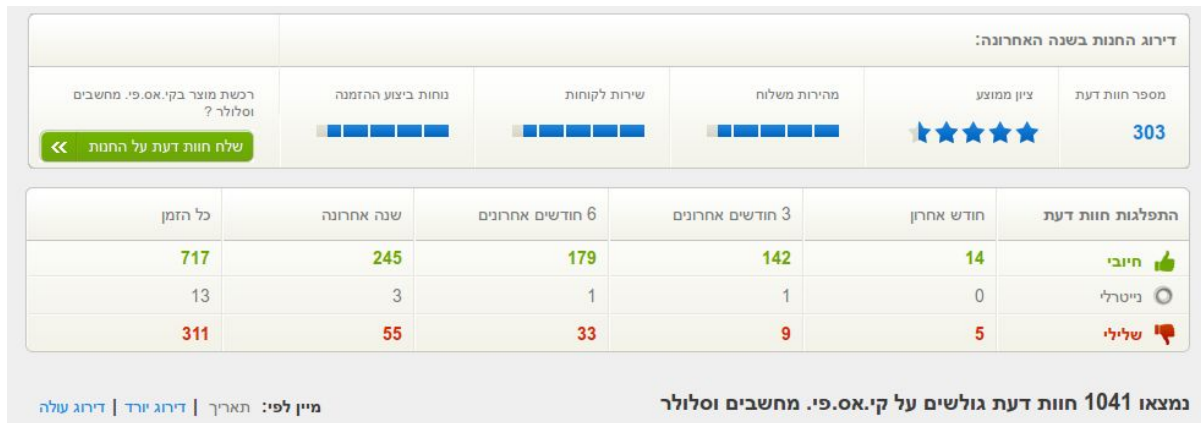 דירוג החנות בשנה האחרונה:
מספר חוות דעת
303
ציון ממוצע
מהירות משלוח
שירות לקוחות
נוחות ביצוע ההזמנה
רכשת מוצר בקי.אס.פי. מחשבים
וסלולר ?
שלח חוות דעת על החנות
התפלגות חוות דעת חודש אחרון 3 חודשים אחרונים 6 חודשים אחרונים שנה אחרונה כל הזמן
חיובי 14 142 179 245 717
נייטרלי 0 1 1 3 13
שלילי 5 9 33 55 311
נמצאו 1041 חוות דעת גולשים על קי.אס.פי. מחשבים וסלולר
מיין לפי: תאריך | דירוג יורד | דירוג עולה